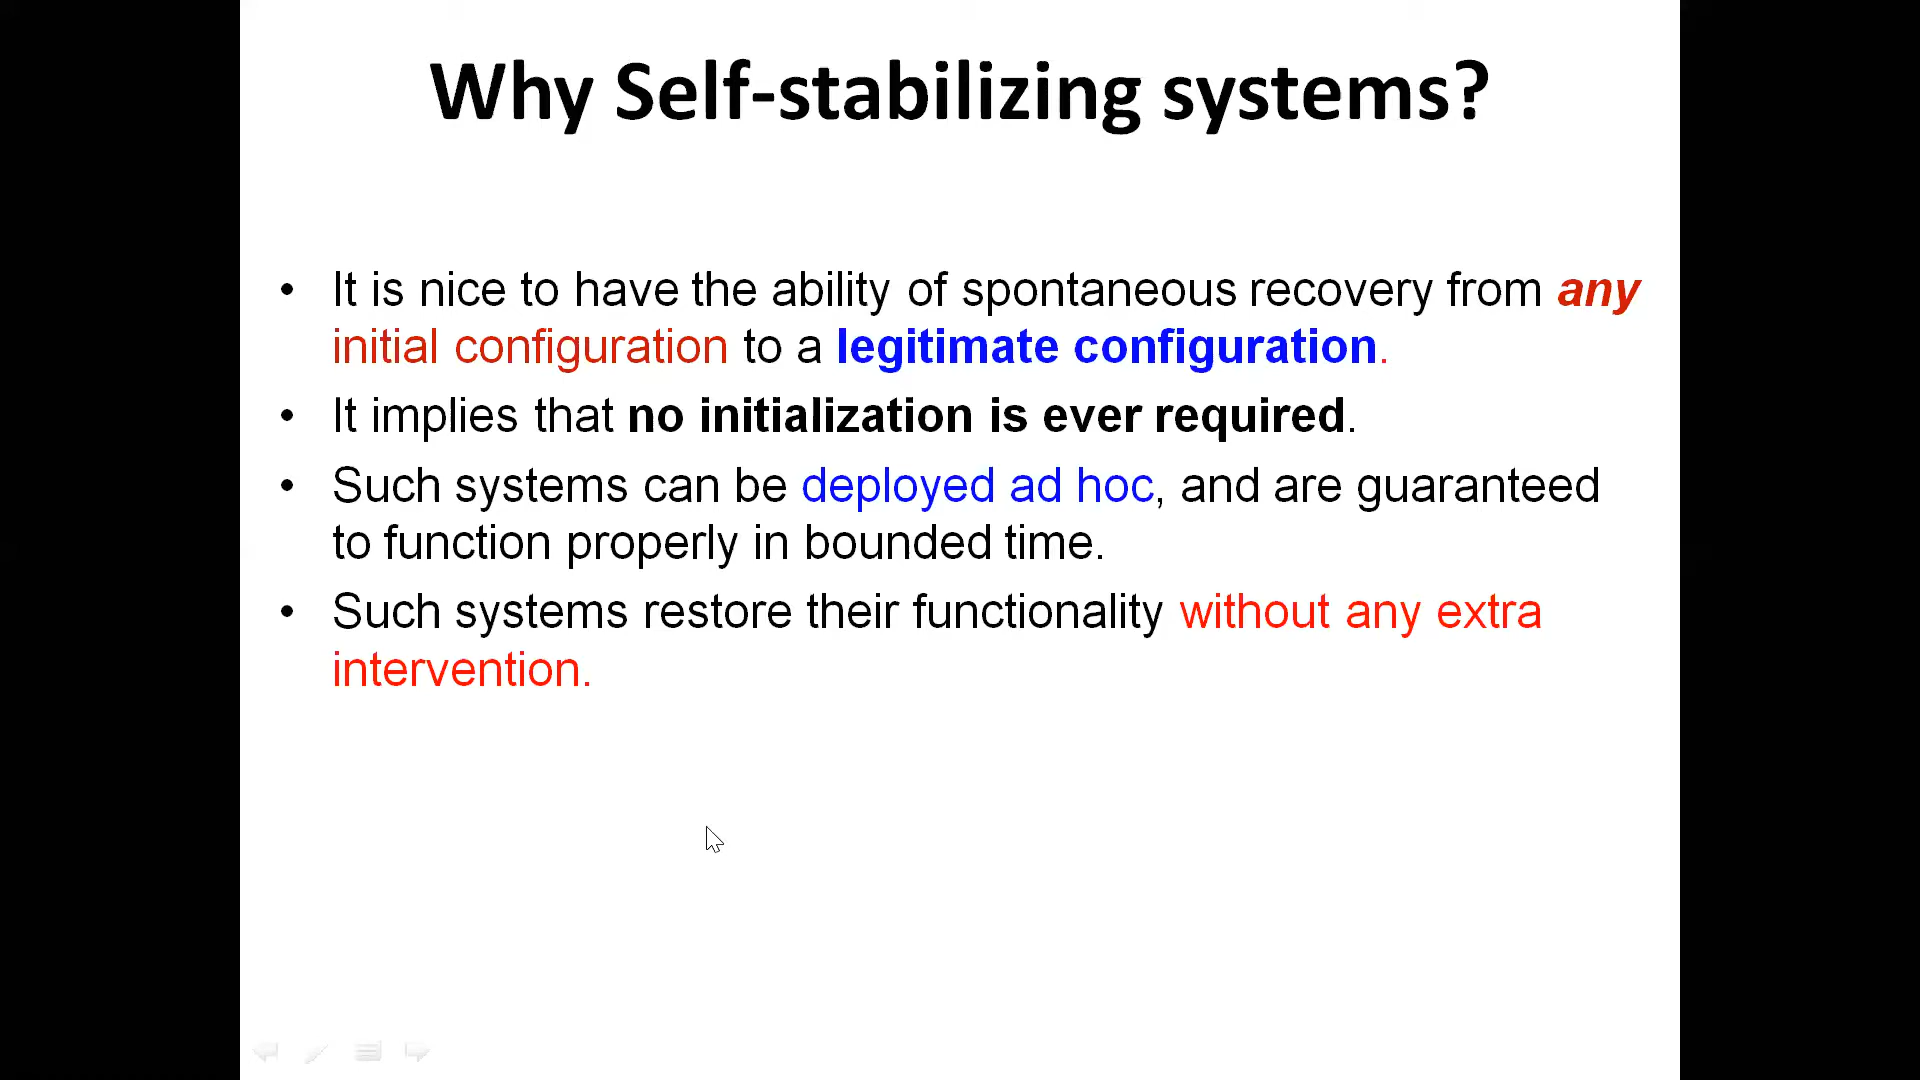 Why Self-stabilizing systems?
• It is nice to have the ability of spontaneous recovery from any
initial configuration to a legitimate configuration.
• It implies that no initialization is ever required.
• Such systems can be deployed ad hoc, and are guaranteed
to function properly in bounded time.
• Such systems restore their functionality without any extra
intervention.